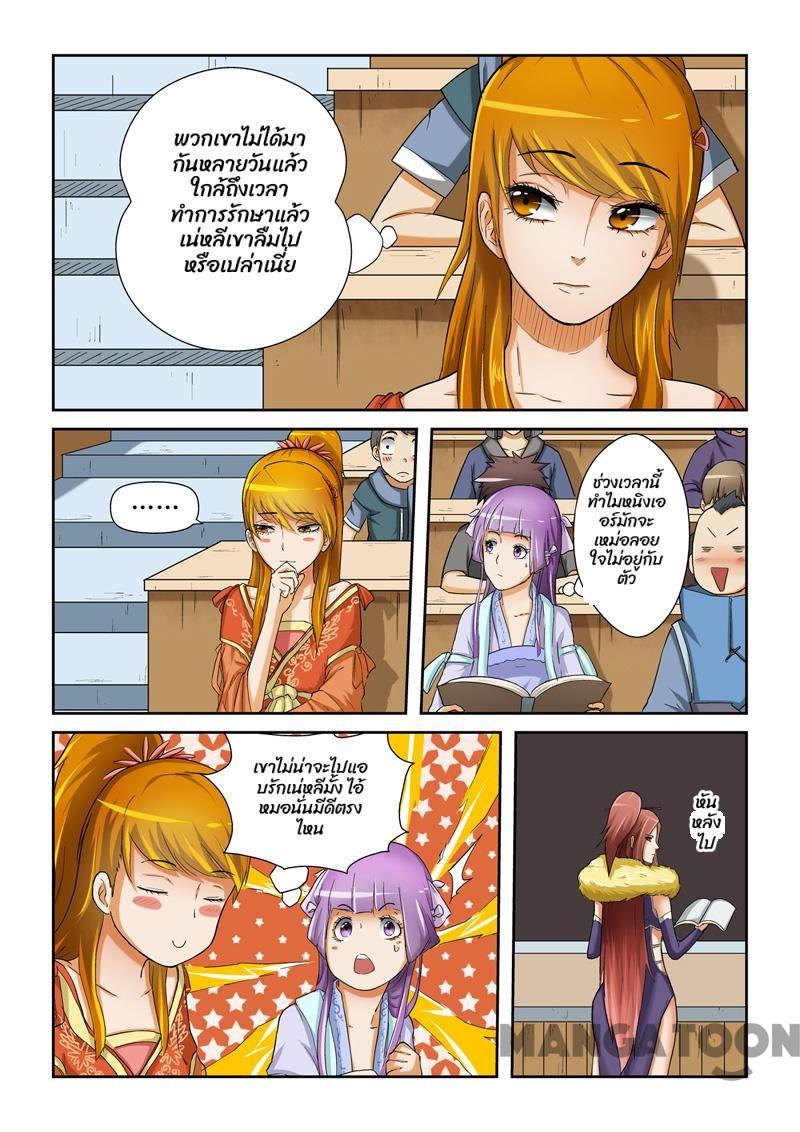 พวกเขาไม่ได้มา
กันหลายวันแล้ว
ใกล้ถึงเวลา
ทำการรักษาแล้ว
เน่หลีเขาลืมไป
หรือเปล่าเนี่ย
......
ช่วงเวลานี้
ทำไมหนิงเอ
อร์มักจะ
เหม่อลอย
ใจไม่อยู่กับ
ตัว
เขาไม่น่าจะไปแอ
บรักเน่หลีมั้ง ไอ้
หมอนั่นมีดีตรง
ไหน
หัน
หลัง
ไป
MANGATOON